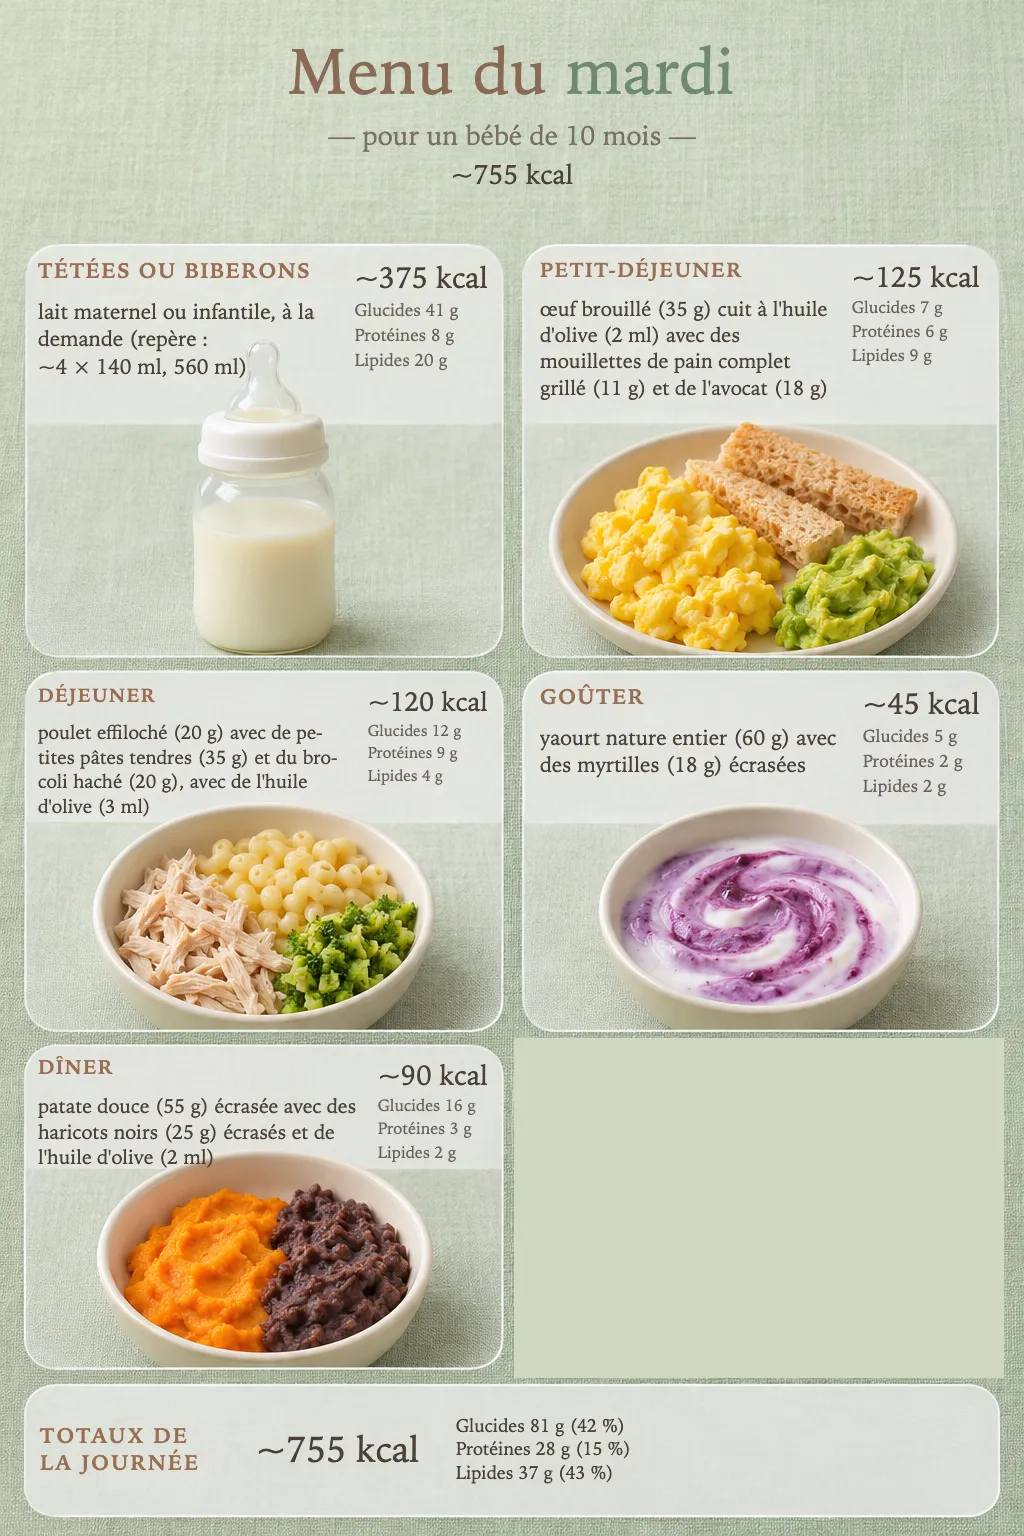 Menu du mardi
— pour un bébé de 10 mois —
~755 kcal
TÉTÉES OU BIBERONS
~375 kcal
lait maternel ou infantile, à la
demande (repère :
~4 × 140 ml, 560 ml)
Glucides 41 g
Protéines 8 g
Lipides 20 g
PETIT-DÉJEUNER
~125 kcal
œuf brouillé (35 g) cuit à l'huile
d'olive (2 ml) avec des
mouillettes de pain complet
grillé (11 g) et de l'avocat (18 g)
Glucides 7 g
Protéines 6 g
Lipides 9 g
DÉJEUNER
~120 kcal
poulet effiloché (20 g) avec de pe-
tites pâtes tendres (35 g) et du bro-
coli haché (20 g), avec de l'huile
d'olive (3 ml)
Glucides 12 g
Protéines 9 g
Lipides 4 g
GOÛTER
~45 kcal
yaourt nature entier (60 g) avec
des myrtilles (18 g) écrasées
Glucides 5 g
Protéines 2 g
Lipides 2 g
DÎNER
~90 kcal
patate douce (55 g) écrasée avec des
haricots noirs (25 g) écrasés et de
l'huile d'olive (2 ml)
Glucides 16 g
Protéines 3 g
Lipides 2 g
TOTAUX DE
LA JOURNÉE
~755 kcal
Glucides 81 g (42 %)
Protéines 28 g (15 %)
Lipides 37 g (43 %)